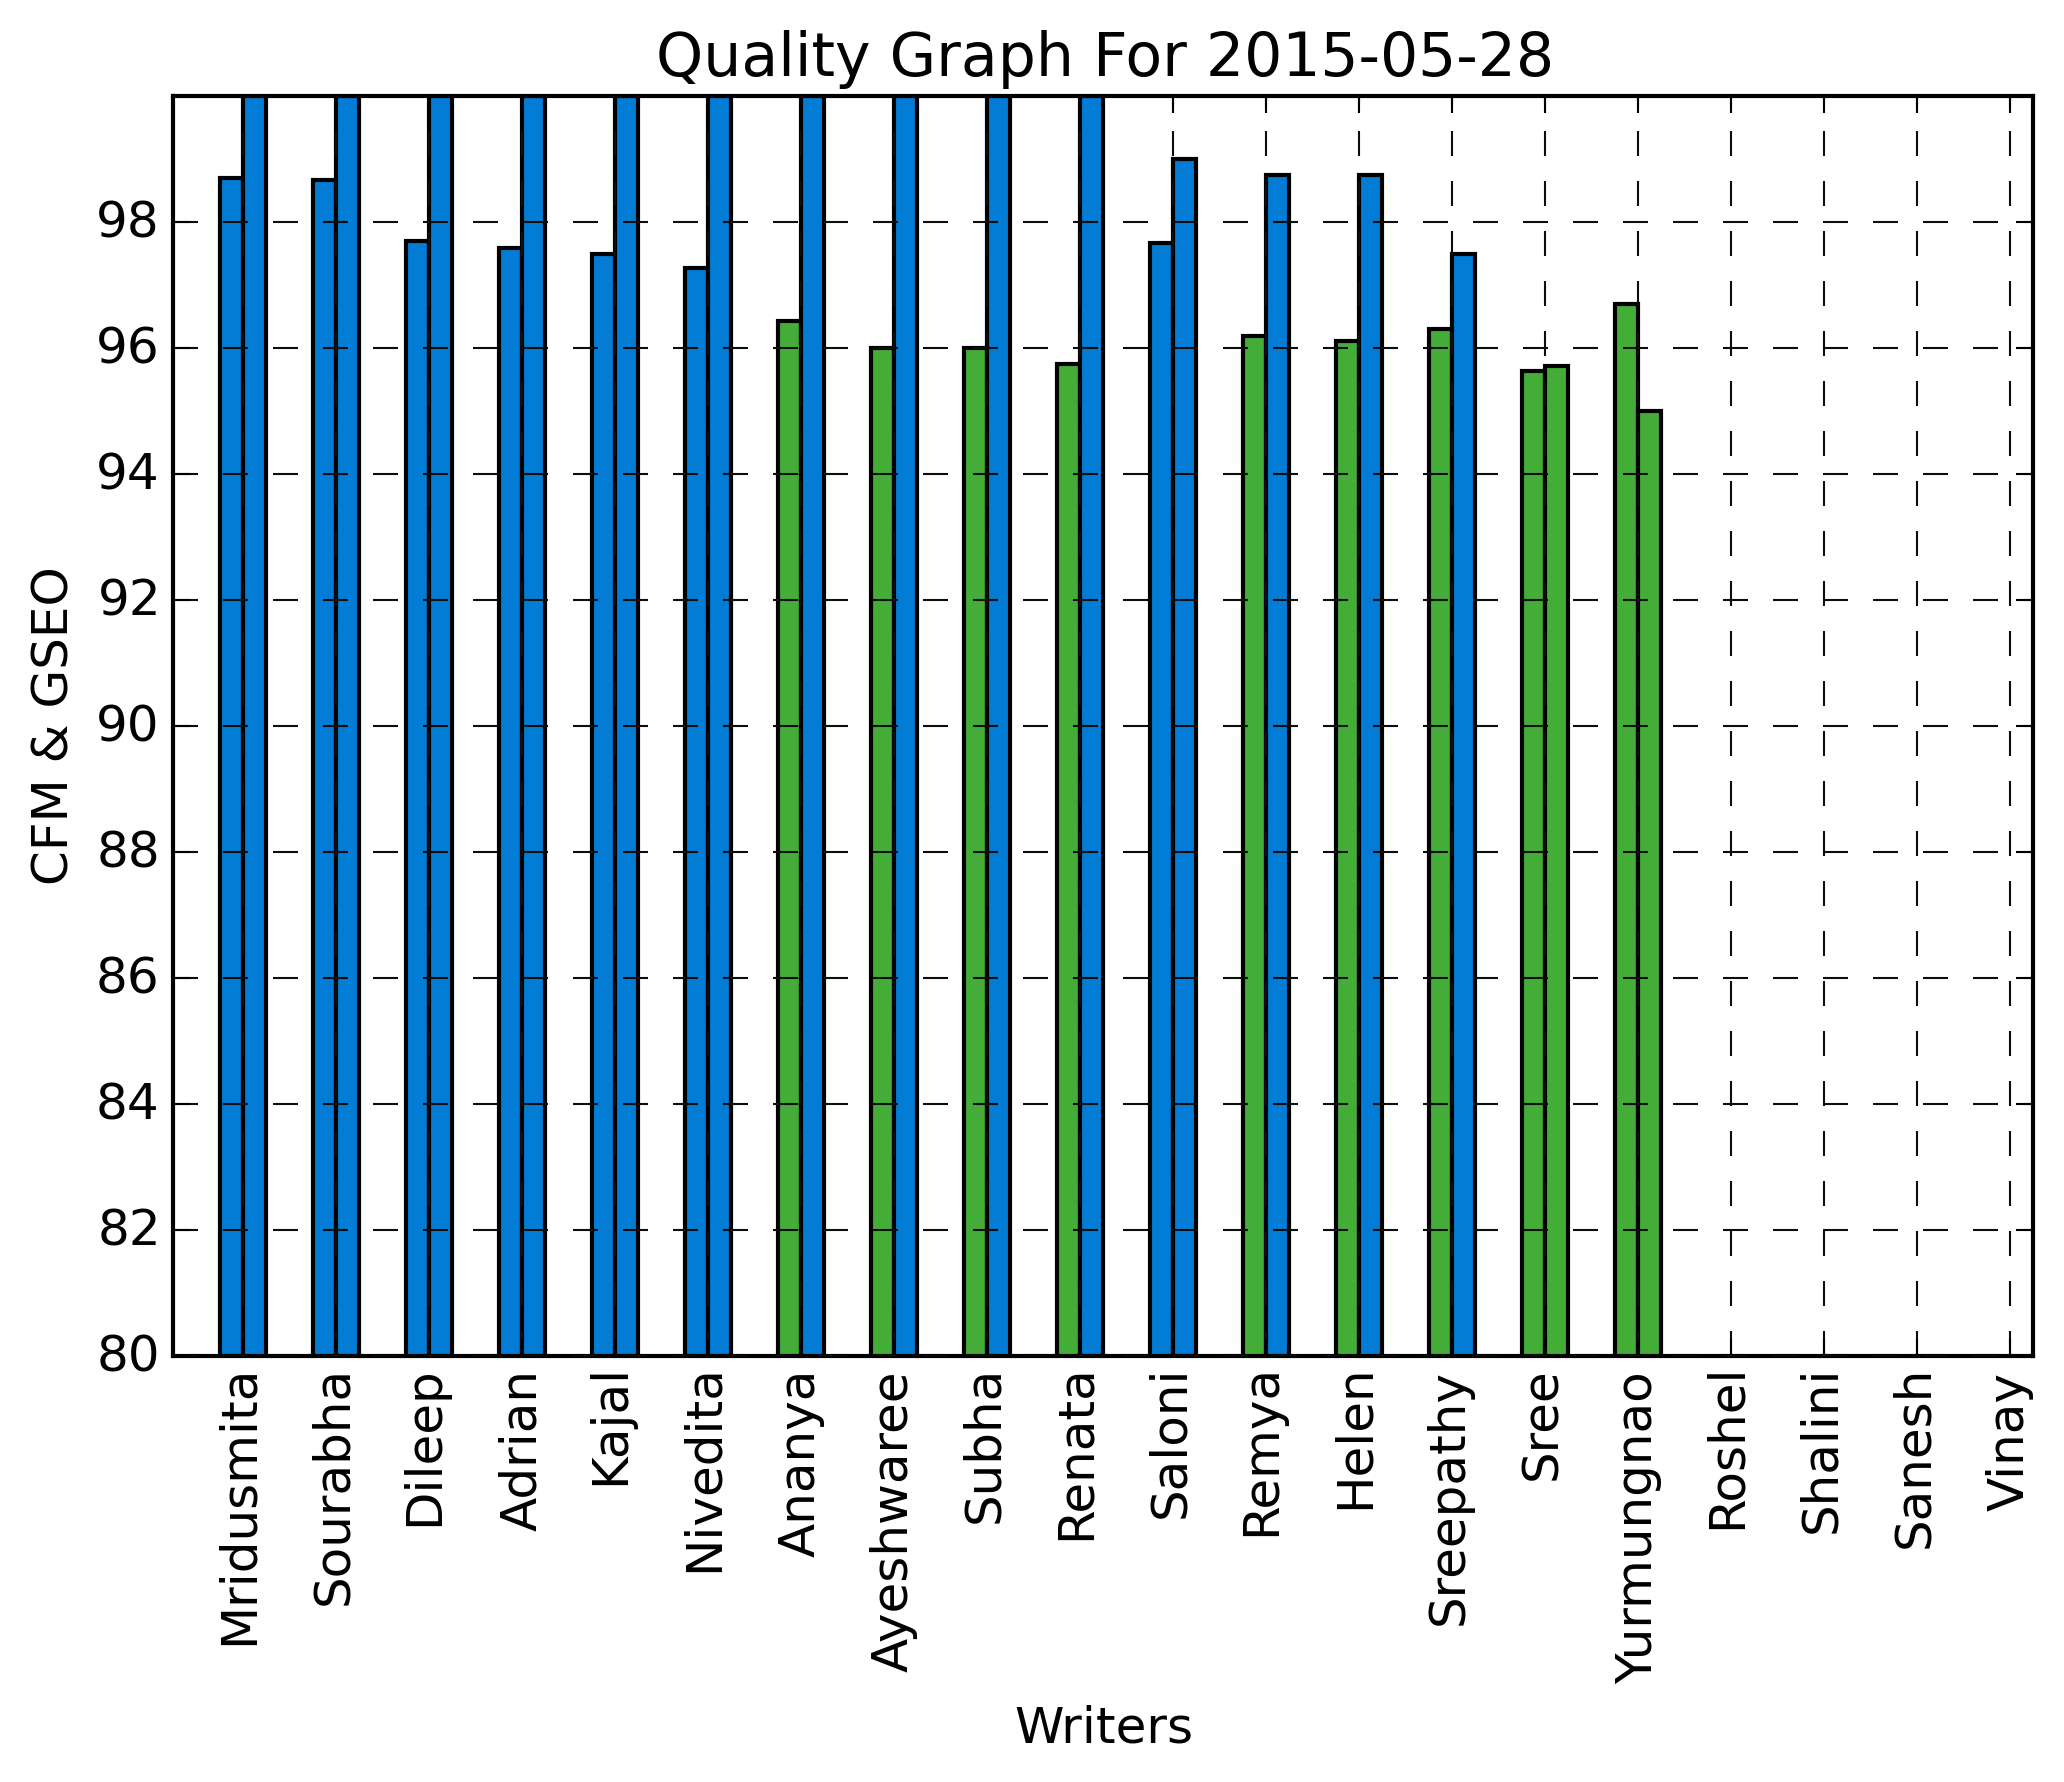 Quality Graph For 2015-05-28
CFM & GSEO
98
96
94
92
90
88
86
84
82
80
Mridusmita
Sourabha
Dileep
Adrian
Kajal
Nivedita
Ananya
Ayeshwaree
Subha
Renata
Saloni
Remya
Helen
Sreepathy
Sree
Yurmungnao
Roshel
Shalini
Sanesh
Vinay
Writers